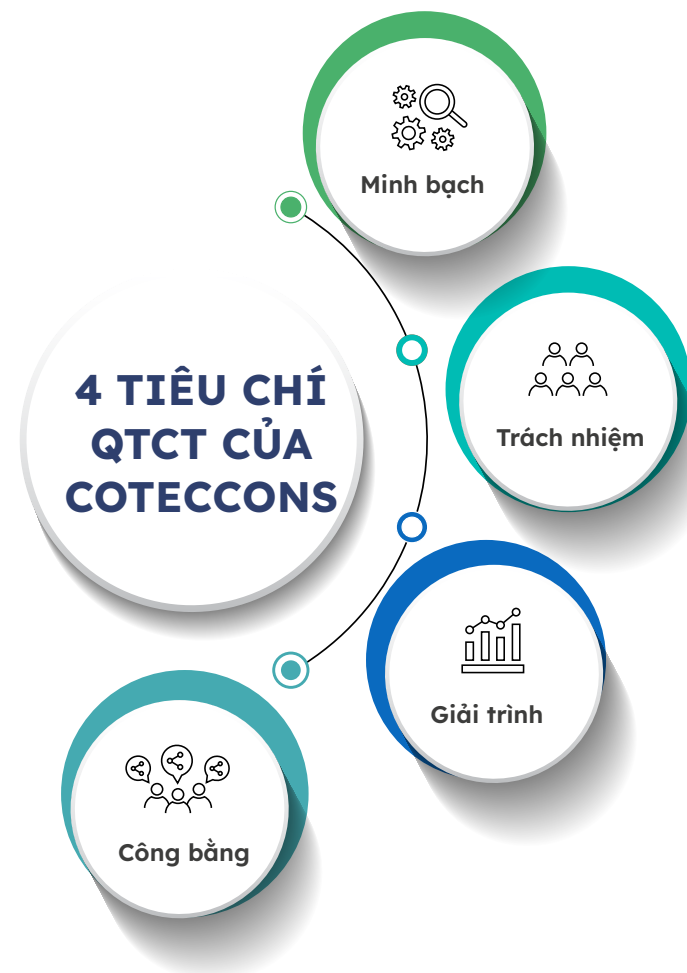 Minh bạch
4 TIÊU CHÍ
QTCT CỦA
COTECCONS
Trách nhiệm
Giải trình
Công bằng